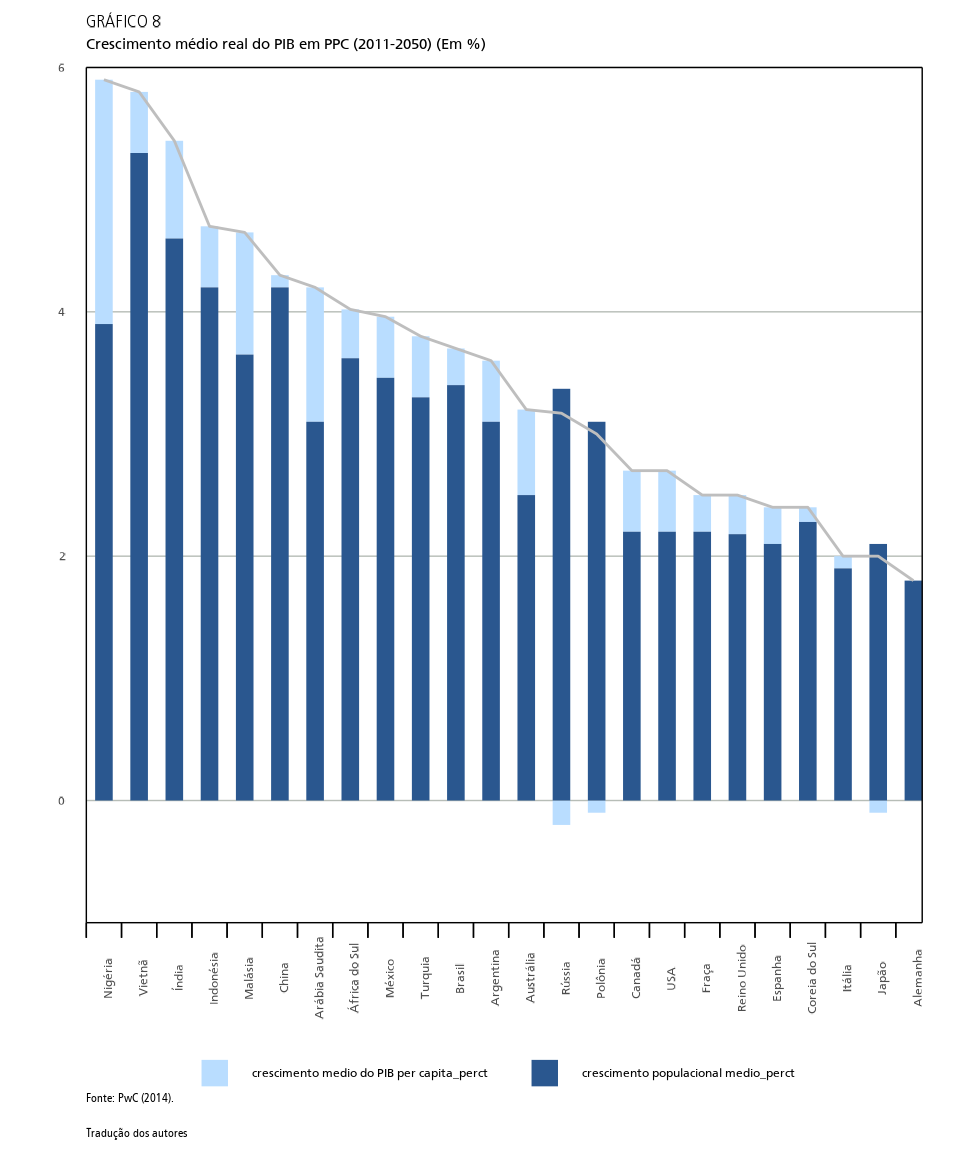 GRÁFICO 8
Crescimento médio real do PIB em PPC (2011-2050) (Em %)
6
4
2
0
Nigéria
Vietnã
Índia
Indonésia
Malásia
China
Arábia Saudita
África do Sul
México
Turquia
Brasil
Argentina
Austrália
Rússia
Polônia
Canadá
USA
Fraça
Reino Unido
Espanha
Coreia do Sul
Itália
Japão
Alemanha
crescimento medio do PIB per capita_perct
crescimento populacional medio_perct
Fonte: PwC (2014).
Tradução dos autores